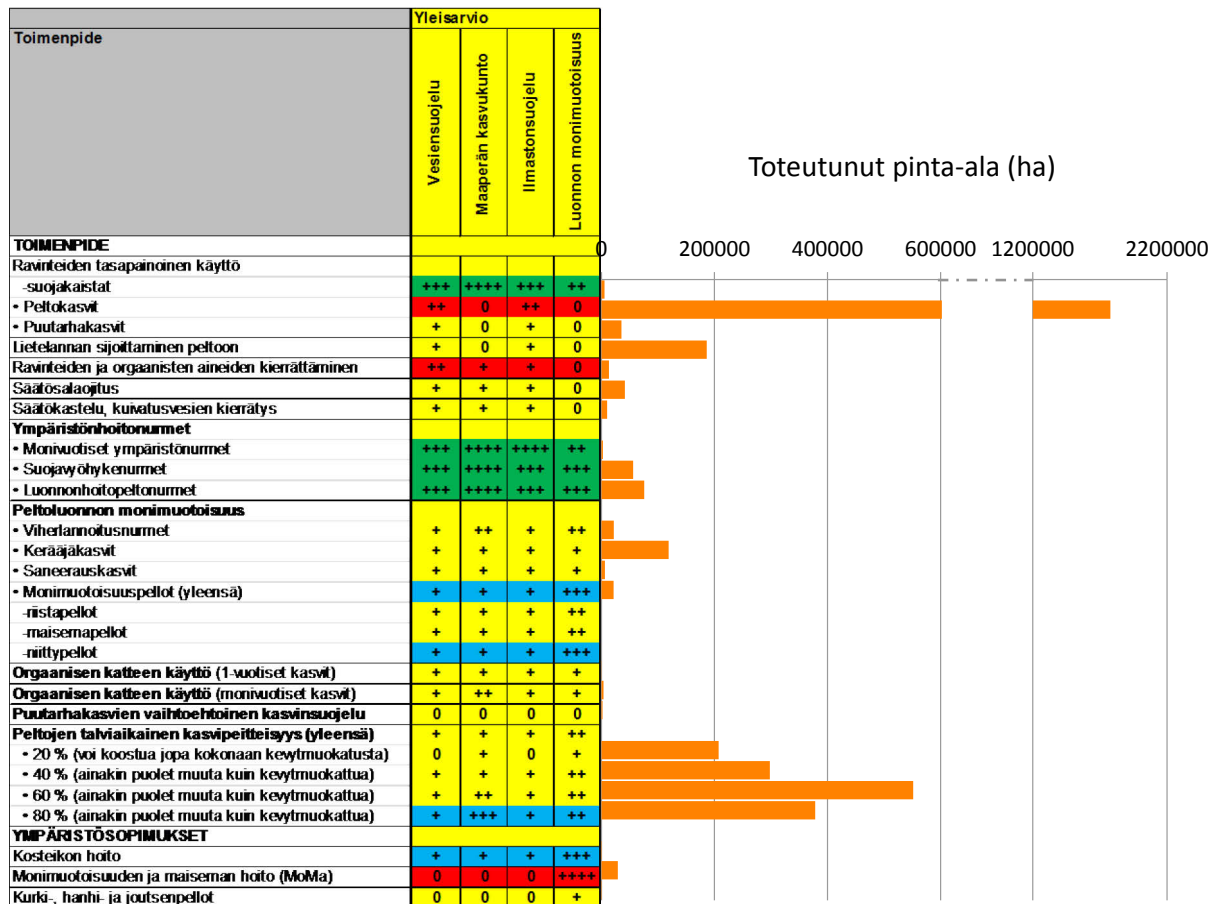 Yleisarvio
Toimenpide
Vesiensuojelu
Maaperän kasvukunto
Ilmastonsuojelu
Luonnon monimuotoisuus
Toteutunut pinta-ala (ha)
0 200000 400000 600000 1200000 2200000
TOIMENPIDE
Ravinteiden tasapainoinen käyttö
-suojakaistat +++ ++++ +++ ++
• Peltokasvit ++ 0 ++ 0
• Puutarhakasvit + 0 + 0
Lietelannan sijoittaminen peltoon + 0 + 0
Ravinteiden ja orgaanisten aineiden kierrättäminen ++ + + 0
Säätösalaojitus + + + 0
Säätökastelu, kuivatusvesien kierrätys + + + 0
Ympäristönhoitonurmet
• Monivuotiset ympäristönurmet +++ ++++ ++++ ++
• Suojavyöhykenurmet +++ ++++ +++ +++
• Luonnonhoitopeltonurmet +++ ++++ +++ +++
Peltoluonnon monimuotoisuus
• Viherlannoitusnurmet + ++ + ++
• Kerääjäkasvit + + + +
• Saneerauskasvit + + + +
• Monimuotoisuuspellot (yleensä) + + + +++
-riistapellot + + + ++
-maisemapellot + + + ++
-niittypellot + + + +++
Orgaanisen katteen käyttö (1-vuotiset kasvit) + + + +
Orgaanisen katteen käyttö (monivuotiset kasvit) + ++ + +
Puutarhakasvien vaihtoehtoinen kasvinsuojelu 0 0 0 0
Peltojen talviaikainen kasvipeitteisyys (yleensä) + + + ++
• 20 % (voi koostua jopa kokonaan kevytmuokatusta) 0 + 0 +
• 40 % (ainakin puolet muuta kuin kevytmuokattua) + + + ++
• 60 % (ainakin puolet muuta kuin kevytmuokattua) + ++ + ++
• 80 % (ainakin puolet muuta kuin kevytmuokattua) + +++ + ++
YMPÄRISTÖSOPIMUKSET
Kosteikon hoito + + + +++
Monimuotoisuuden ja maiseman hoito (MoMa) 0 0 0 ++++
Kurki-, hanhi- ja joutsenpellot 0 0 0 +